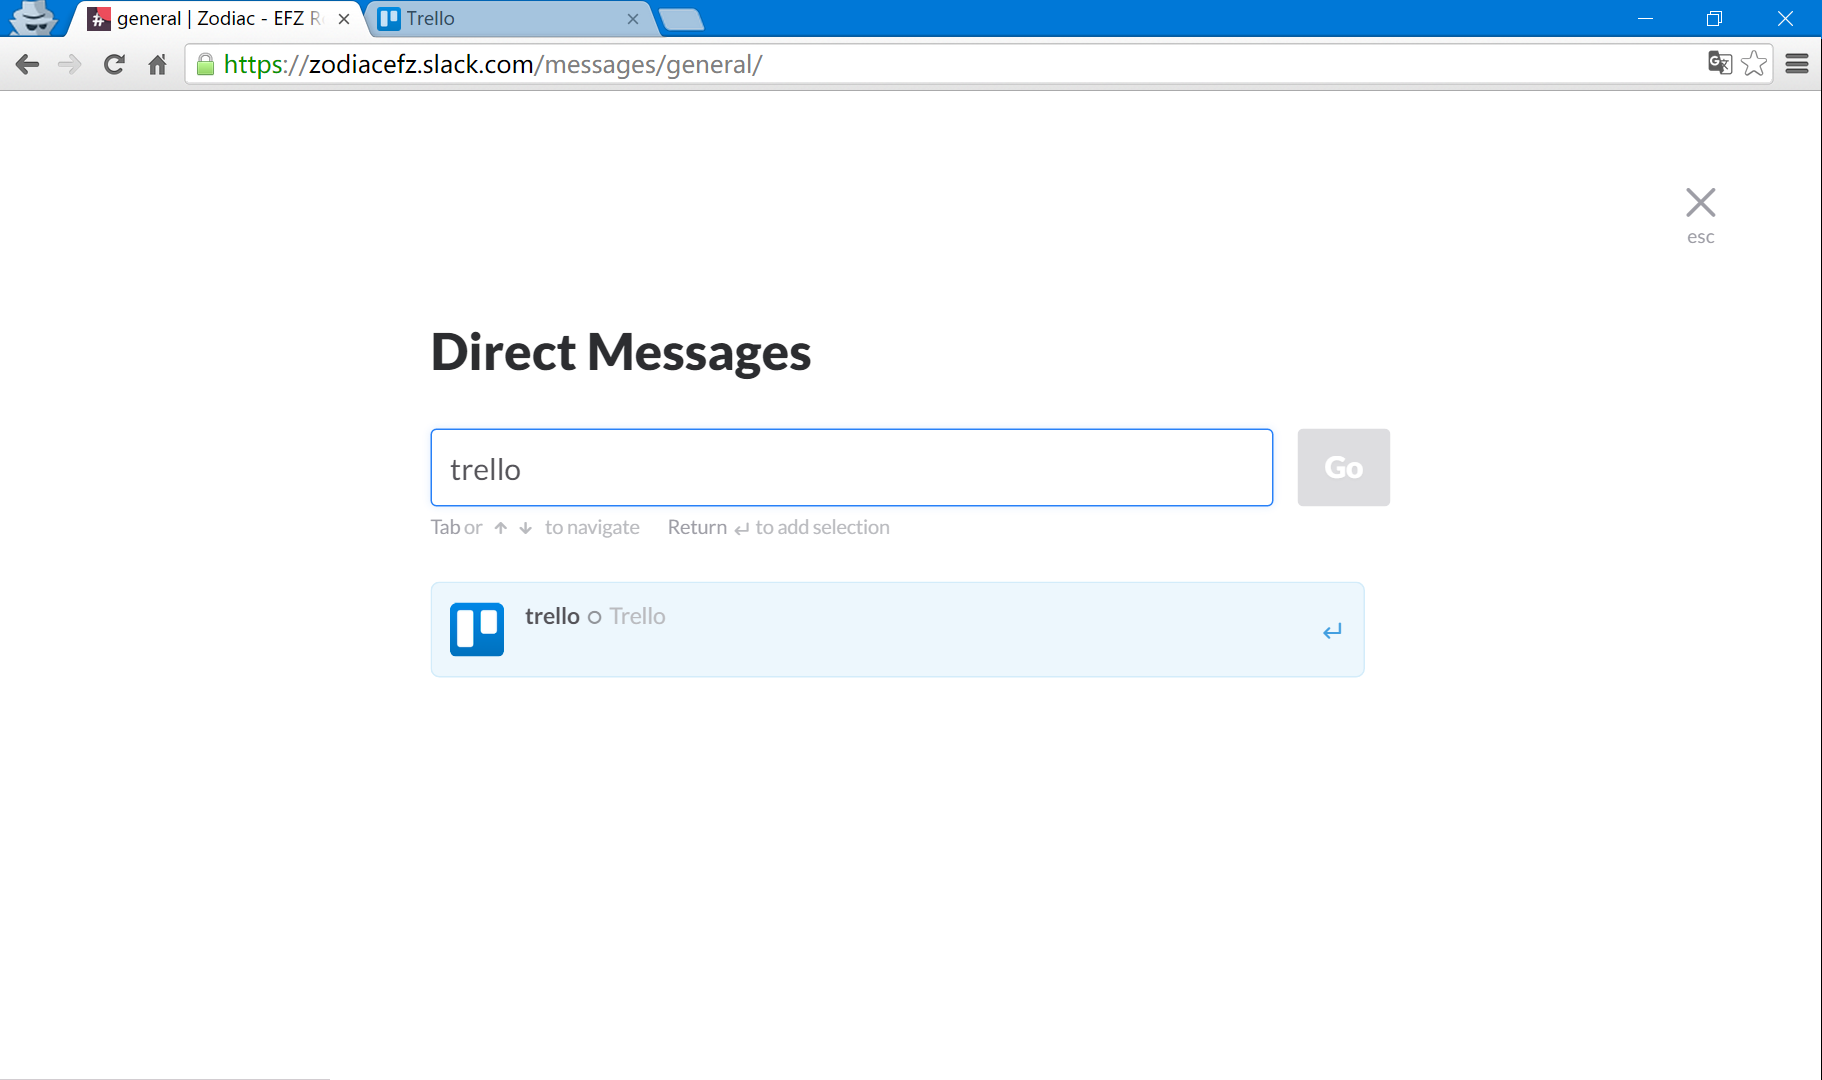 general | Zodiac - EFZ R
Trello
https://zodiacefz.slack.com/messages/general/
esc
Direct Messages
trello
Go
Tab or ↑ ↓ to navigate Return ↵ to add selection
trello ○ Trello